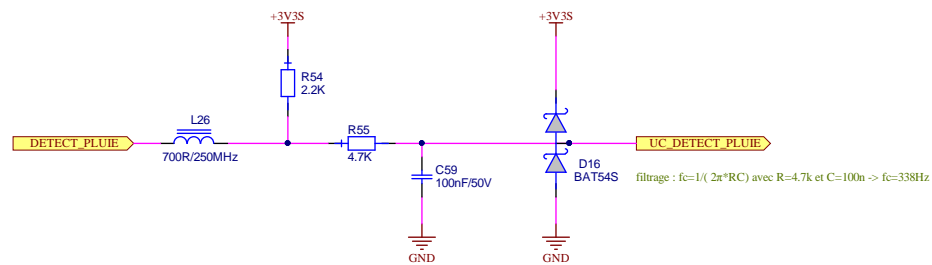 +3V3S
+3V3S
R54
2.2K
L26
DETECT_PLUIE
700R/250MHz
R55
4.7K
C59
100nF/50V
UC_DETECT_PLUIE
D16
BAT54S
filtrage : fc=1/( 2π*RC) avec R=4.7k et C=100n -> fc=338Hz
GND
GND